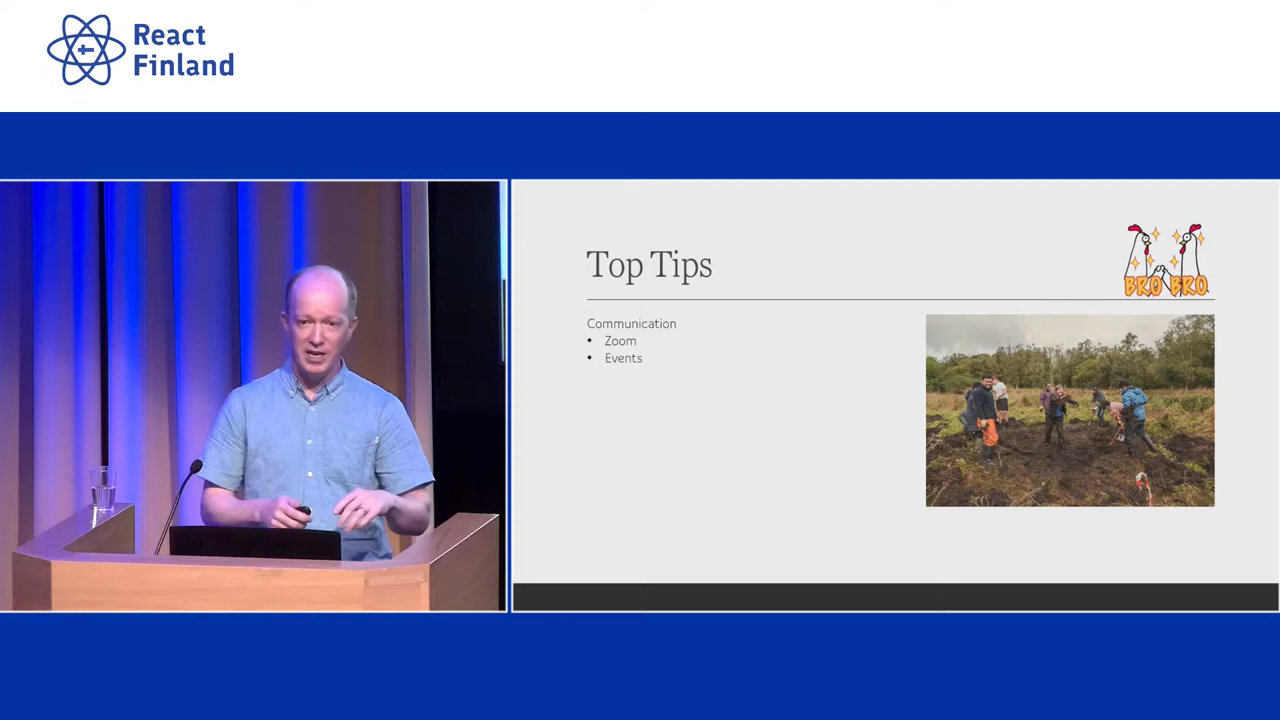 React
Finland
Top Tips
BRO BRO
Communication
• Zoom
• Events